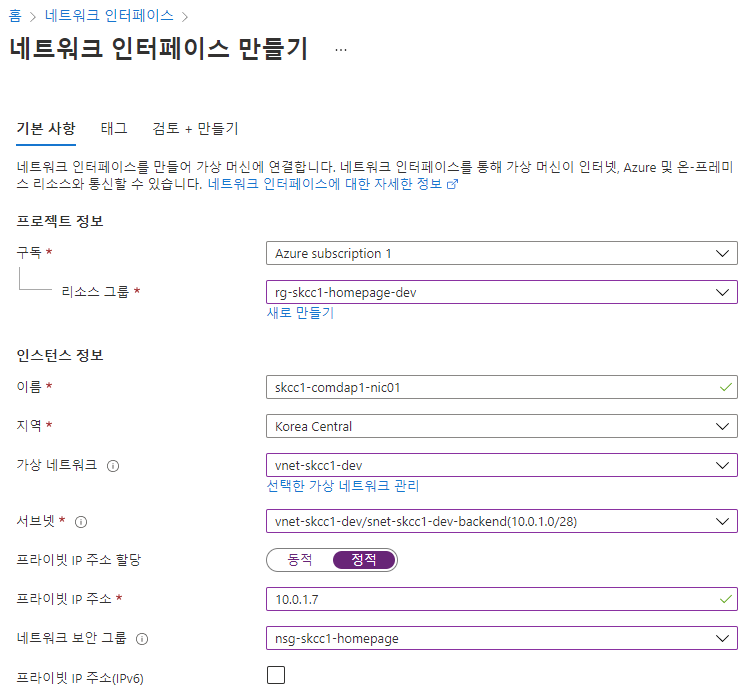 홈 > 네트워크 인터페이스 >
네트워크 인터페이스 만들기 ...
기본 사항 태그 검토 + 만들기
네트워크 인터페이스를 만들어 가상 머신에 연결합니다. 네트워크 인터페이스를 통해 가상 머신이 인터넷, Azure 및 온-프레미
스 리소스와 통신할 수 있습니다. 네트워크 인터페이스에 대한 자세한 정보
프로젝트 정보
구독 * Azure subscription 1
리소스 그룹 * rg-skcc1-homepage-dev
새로 만들기
인스턴스 정보
이름 * skcc1-comdap1-nic01
지역 * Korea Central
가상 네트워크 vnet-skcc1-dev
선택한 가상 네트워크 관리
서브넷 * vnet-skcc1-dev/snet-skcc1-dev-backend(10.0.1.0/28)
프라이빗 IP 주소 할당 동적 정적
프라이빗 IP 주소 * 10.0.1.7
네트워크 보안 그룹 nsg-skcc1-homepage
프라이빗 IP 주소(IPv6)